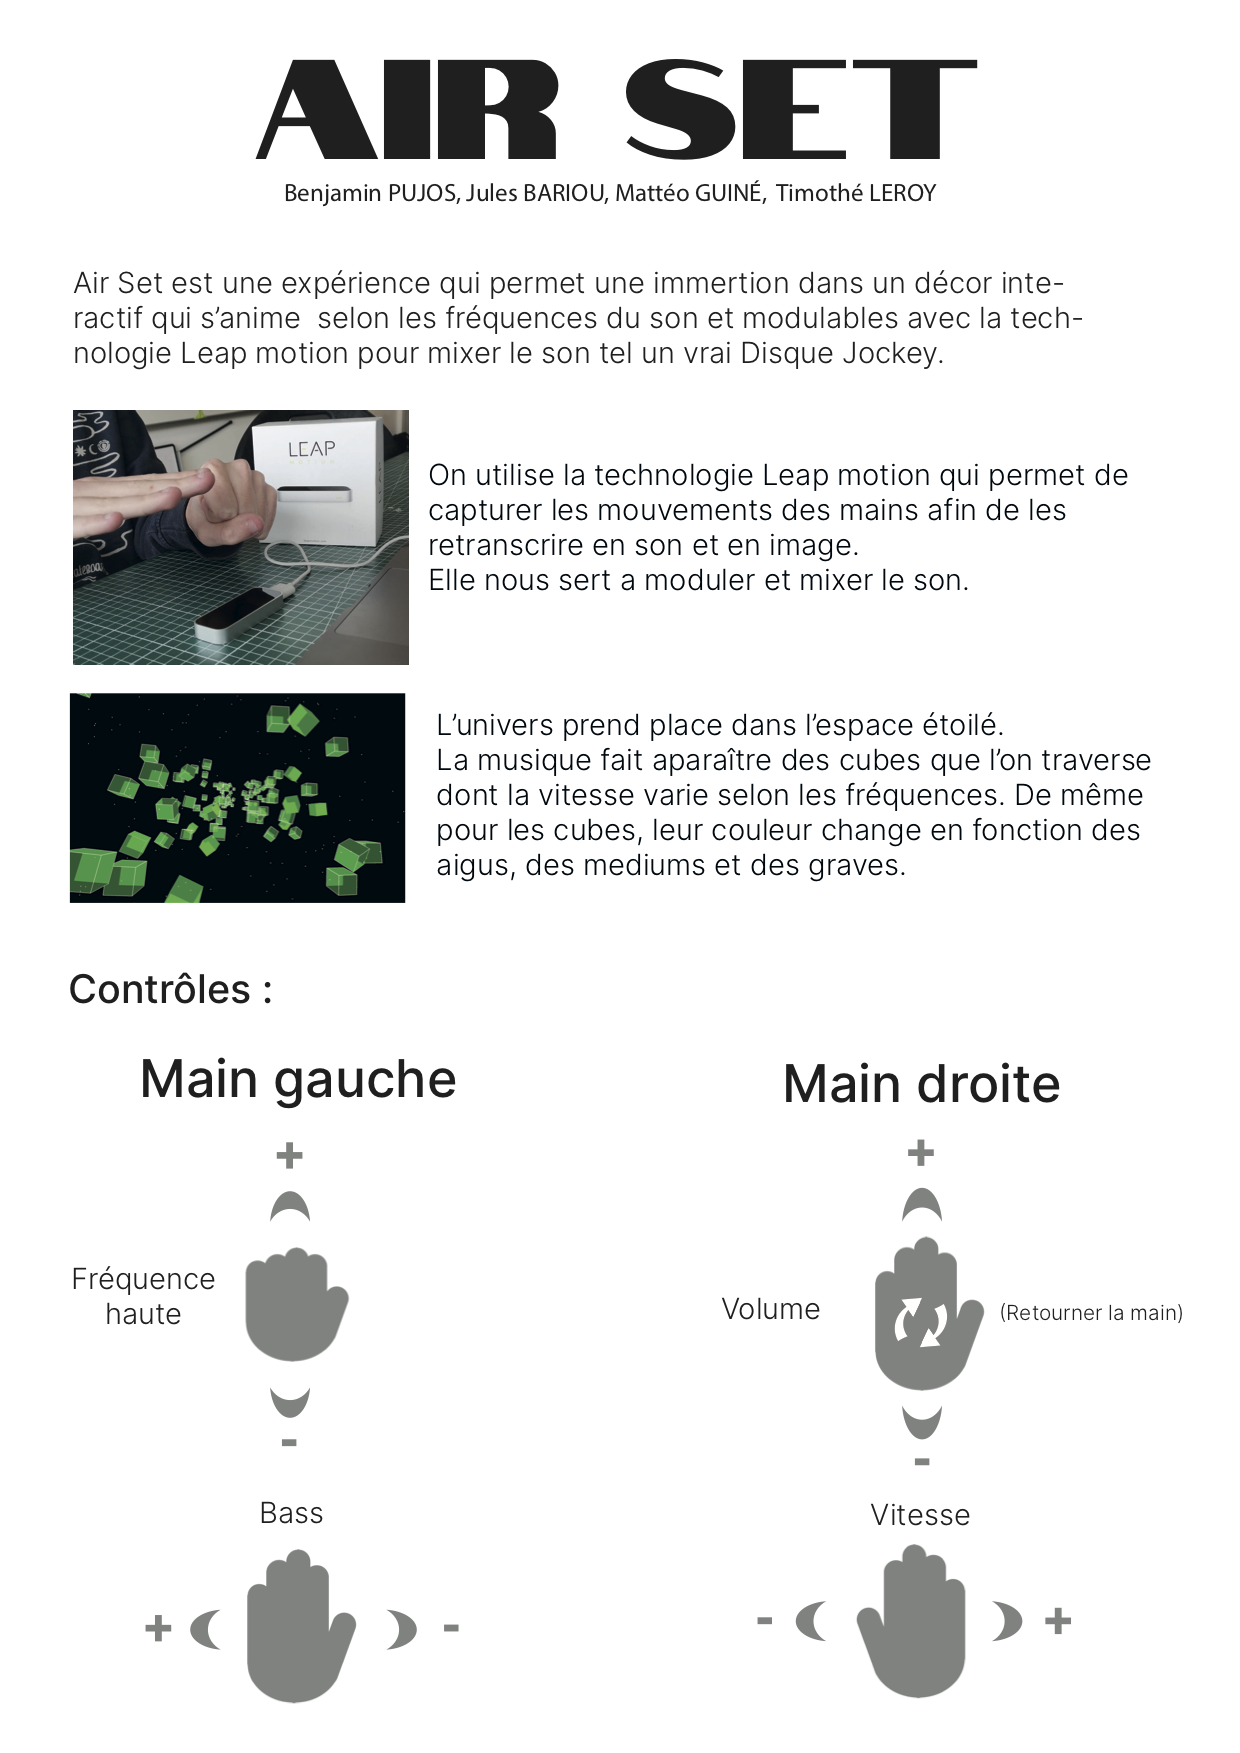 AIR SET
Benjamin PUJOS, Jules BARIOU, Mattéo GUINÉ, Timothé LEROY
Air Set est une expérience qui permet une immertion dans un décor inte-
ractif qui s’anime  selon les fréquences du son et modulables avec la tech-
nologie Leap motion pour mixer le son tel un vrai Disque Jockey.
LEAP
On utilise la technologie Leap motion qui permet de
capturer les mouvements des mains afin de les
retranscrire en son et en image.
Elle nous sert a moduler et mixer le son.
L’univers prend place dans l’espace étoilé.
La musique fait aparaître des cubes que l’on traverse
dont la vitesse varie selon les fréquences. De même
pour les cubes, leur couleur change en fonction des
aigus, des mediums et des graves.
Contrôles :
Main gauche
+
Fréquence
haute
-
Bass
+ -
Main droite
+
Volume
(Retourner la main)
-
Vitesse
- +